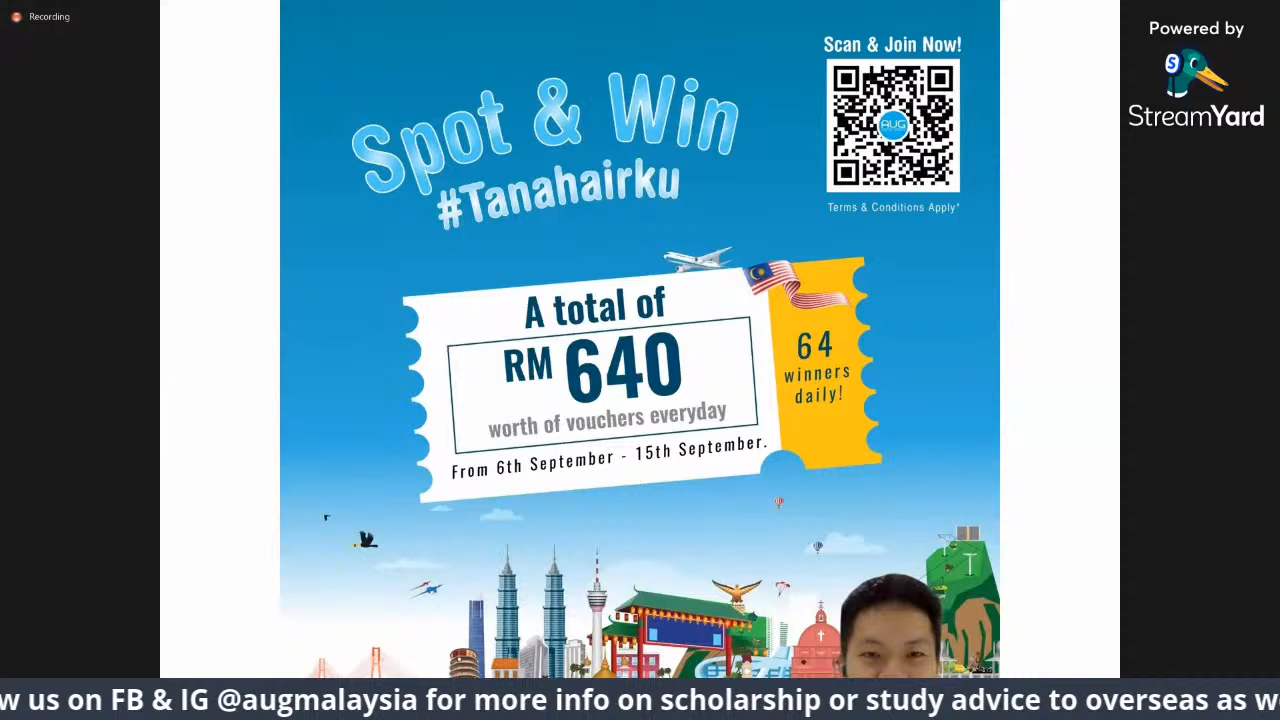 Recording
Powered by
S
StreamYard
Scan & Join Now!
AUG
Terms & Conditions Apply*
Spot & Win
#Tanahairku
A total of
RM 640
worth of vouchers everyday
From 6th September - 15th September.
64
winners
daily!
w us on FB & IG @augmalaysia for more info on scholarship or study advice to overseas as w